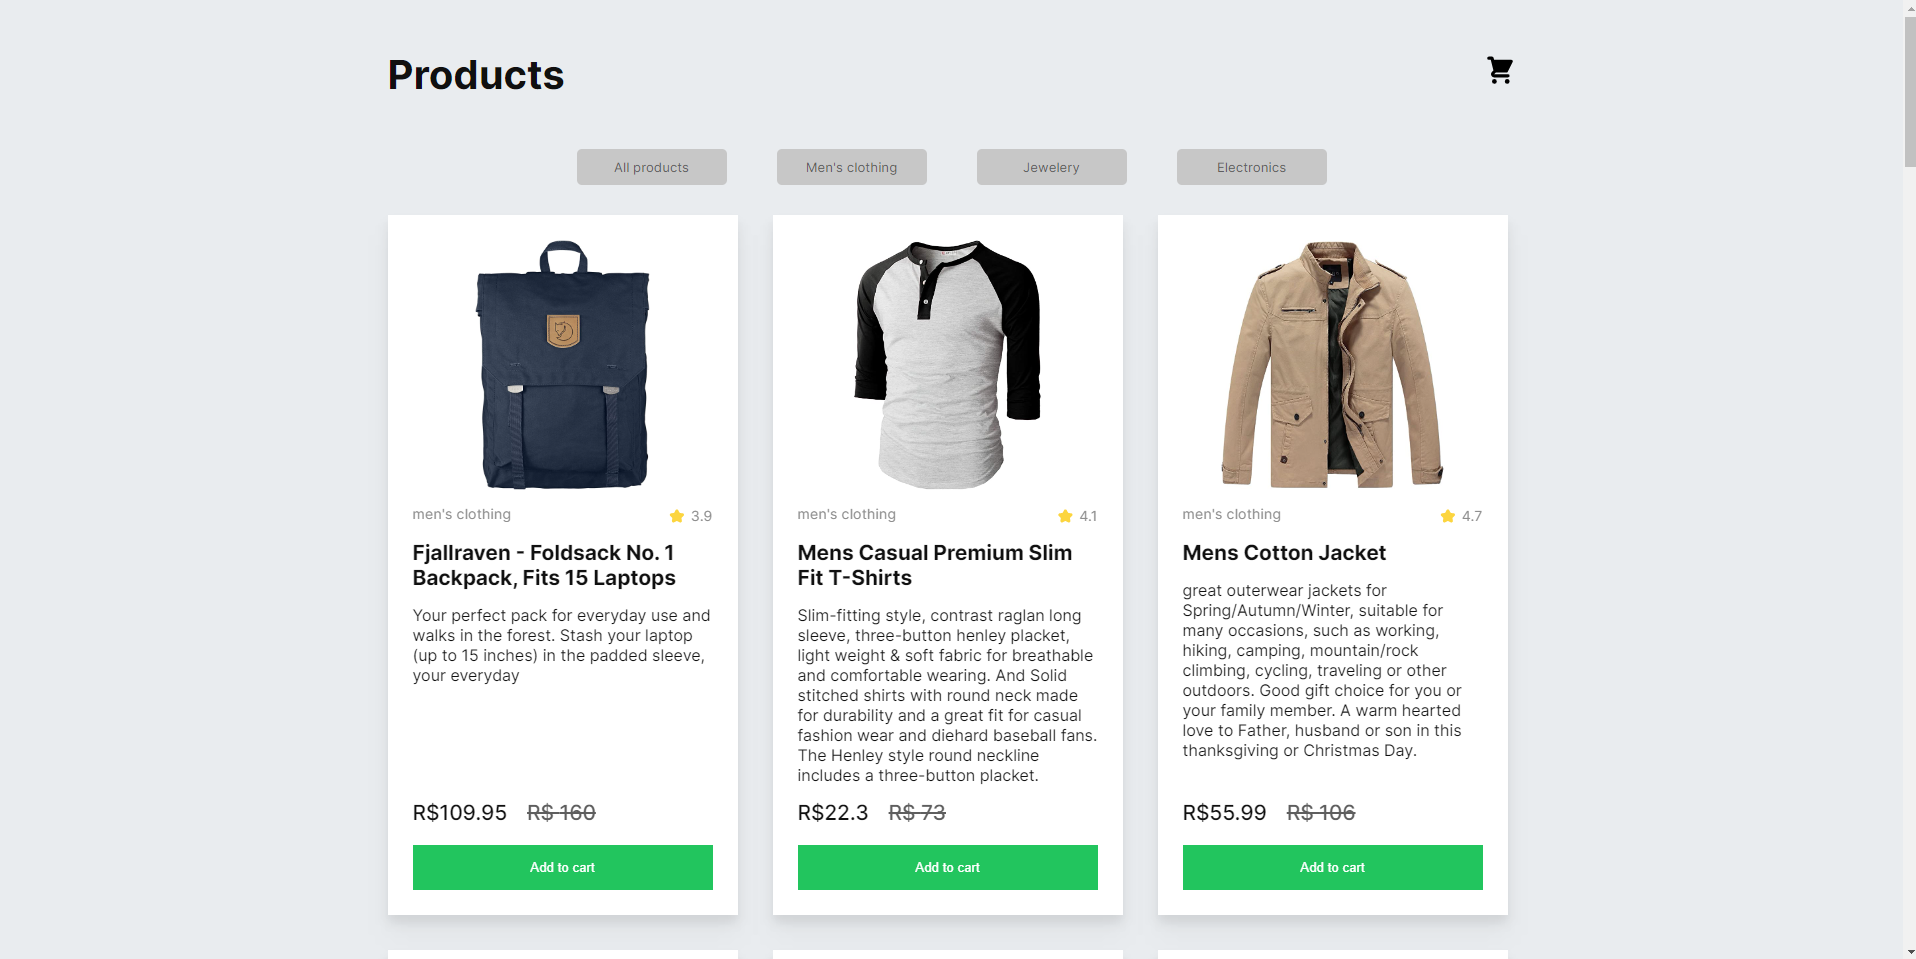 Products
All products
Men's clothing
Jewelery
Electronics
men's clothing
3.9
Fjallraven - Foldsack No. 1
Backpack, Fits 15 Laptops
Your perfect pack for everyday use and
walks in the forest. Stash your laptop
(up to 15 inches) in the padded sleeve,
your everyday
R$109.95
R$ 160
Add to cart
men's clothing
4.1
Mens Casual Premium Slim
Fit T-Shirts
Slim-fitting style, contrast raglan long
sleeve, three-button henley placket,
light weight & soft fabric for breathable
and comfortable wearing. And Solid
stitched shirts with round neck made
for durability and a great fit for casual
fashion wear and diehard baseball fans.
The Henley style round neckline
includes a three-button placket.
R$22.3
R$ 73
Add to cart
men's clothing
4.7
Mens Cotton Jacket
great outerwear jackets for
Spring/Autumn/Winter, suitable for
many occasions, such as working,
hiking, camping, mountain/rock
climbing, cycling, traveling or other
outdoors. Good gift choice for you or
your family member. A warm hearted
love to Father, husband or son in this
thanksgiving or Christmas Day.
R$55.99
R$ 106
Add to cart